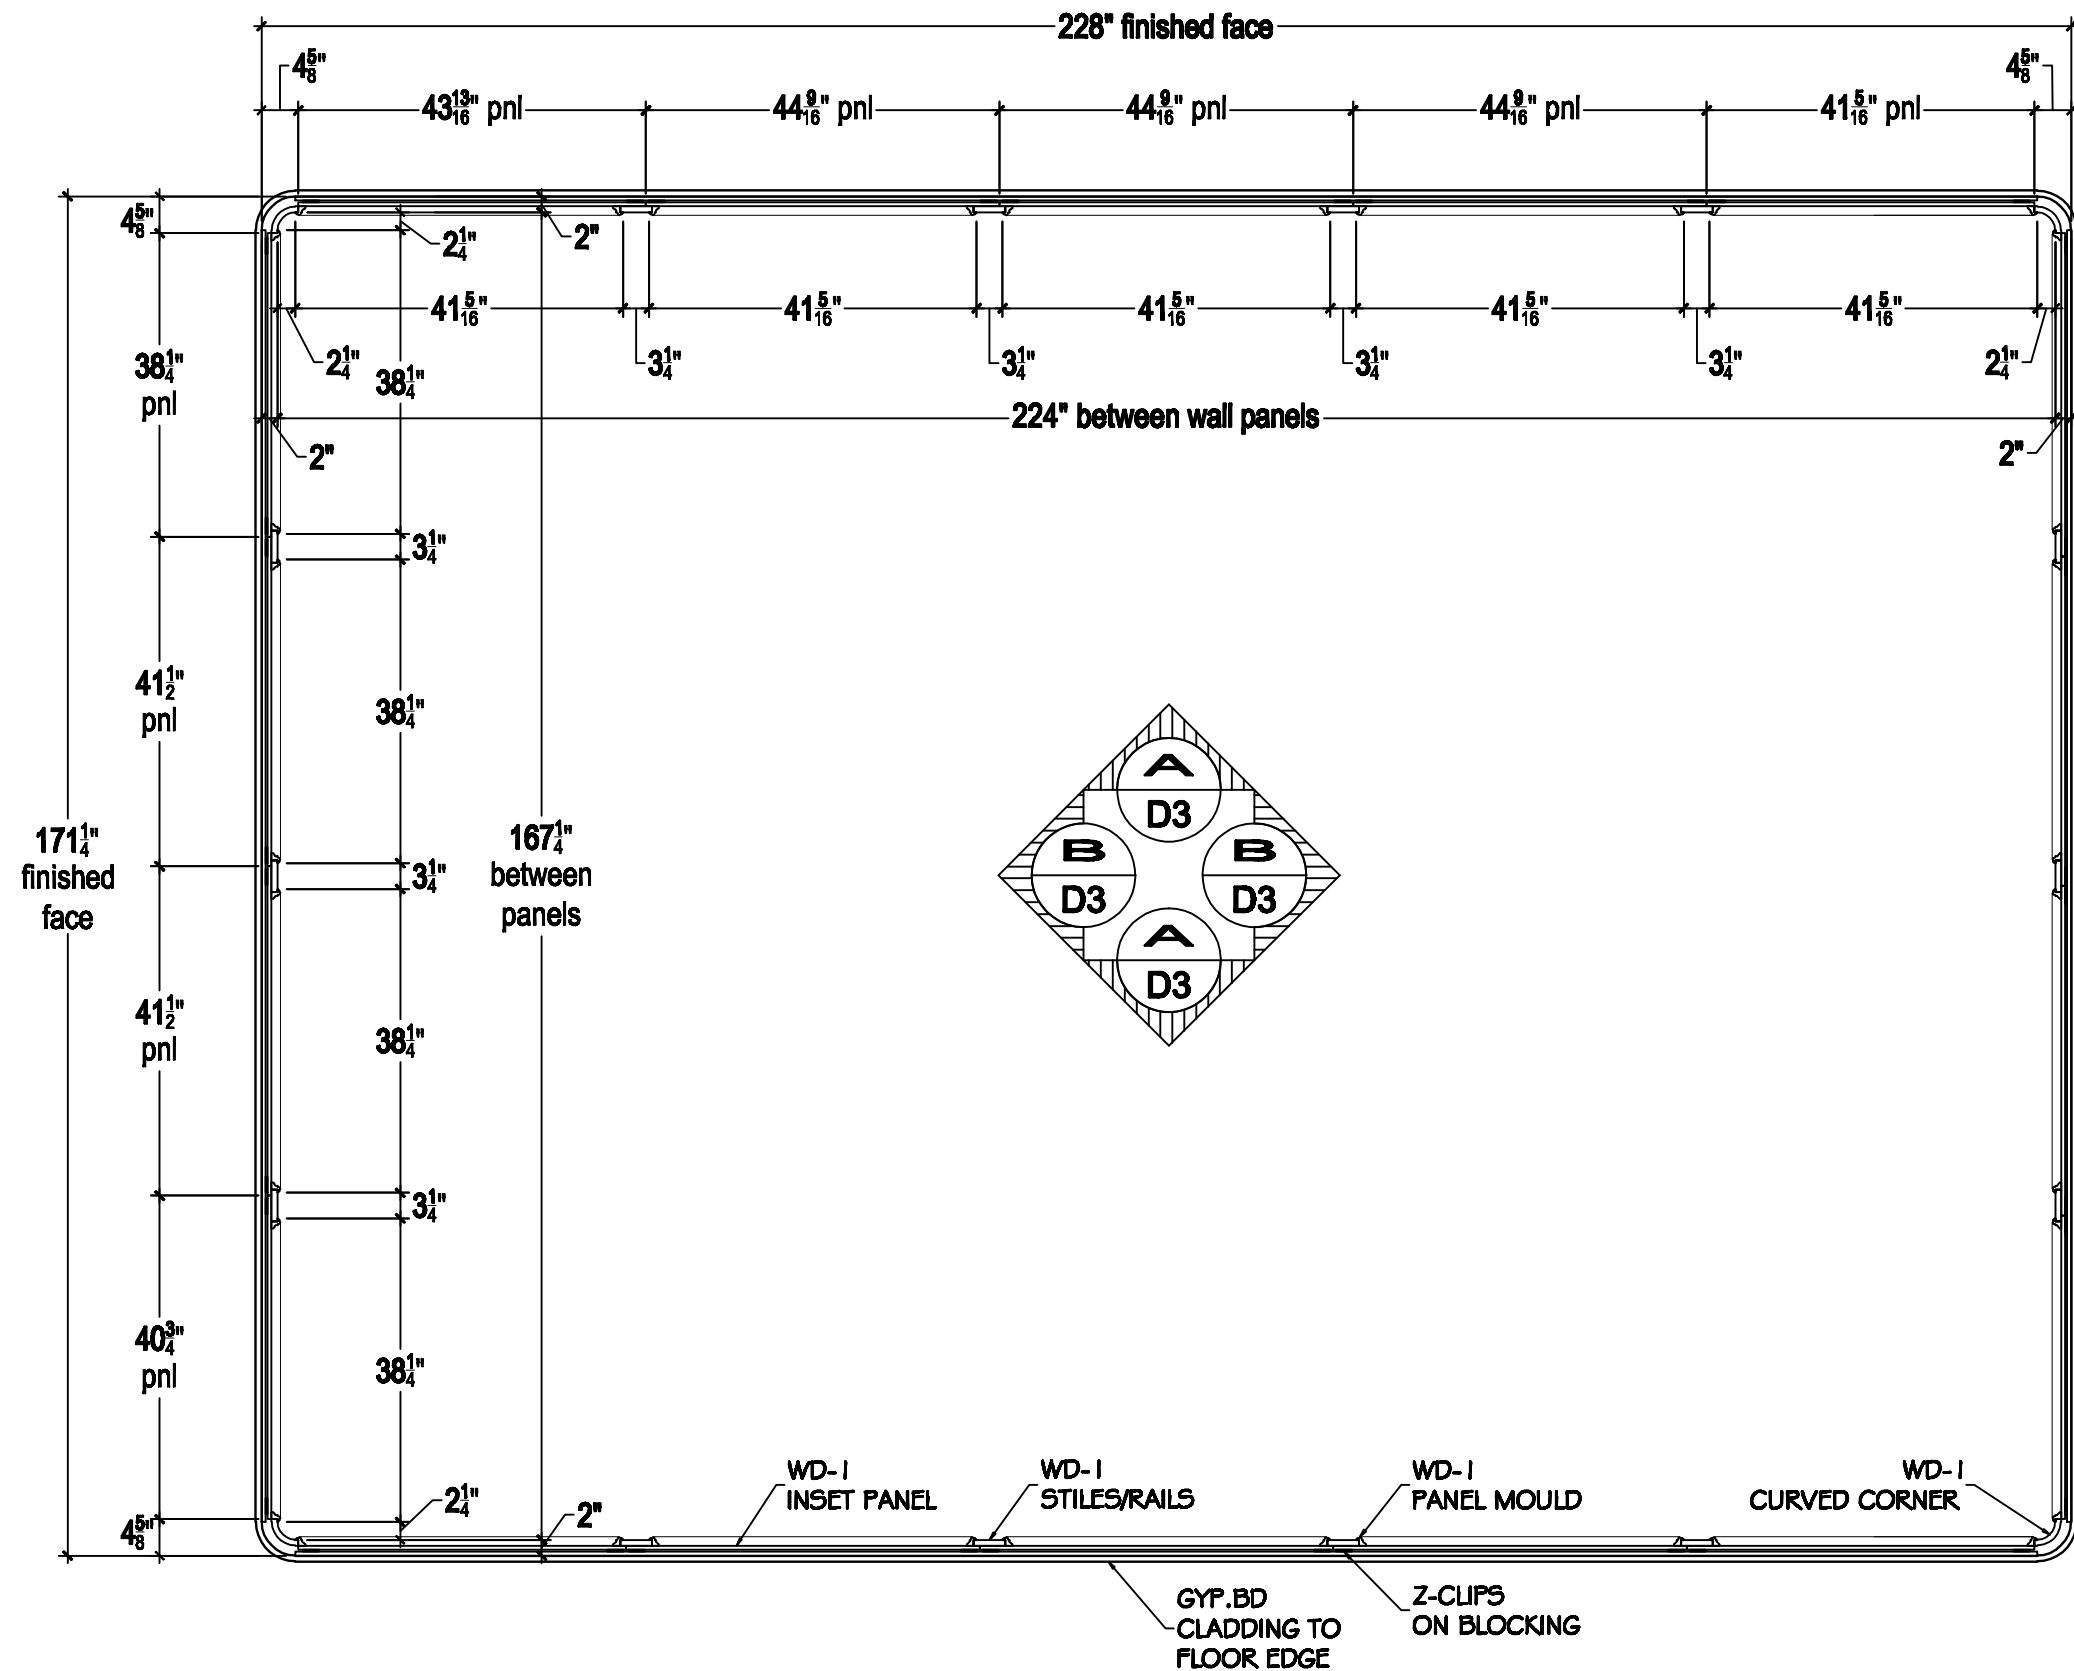 228" finished face
4 5/8"
4 5/8"
43 13/16" pnl
44 9/16" pnl
44 9/16" pnl
44 9/16" pnl
41 5/16" pnl
4 5/8"
2 1/4"
2"
41 5/16"
41 5/16"
41 5/16"
41 5/16"
41 5/16"
2 1/4"
3 1/4"
3 1/4"
3 1/4"
3 1/4"
2 1/4"
38 1/4"
pnl
38 1/4"
224" between wall panels
2"
2"
3 1/4"
41 1/2"
pnl
38 1/4"
171 1/4"
finished
face
167 1/4"
between
panels
3 1/4"
A
D3
B
D3
B
D3
A
D3
41 1/2"
pnl
38 1/4"
3 1/4"
40 3/4"
pnl
38 1/4"
4 5/8"
2 1/4"
2"
WD-1
INSET PANEL
WD-1
STILES/RAILS
WD-1
PANEL MOULD
WD-1
CURVED CORNER
GYP.BD
CLADDING TO
FLOOR EDGE
Z-CLIPS
ON BLOCKING